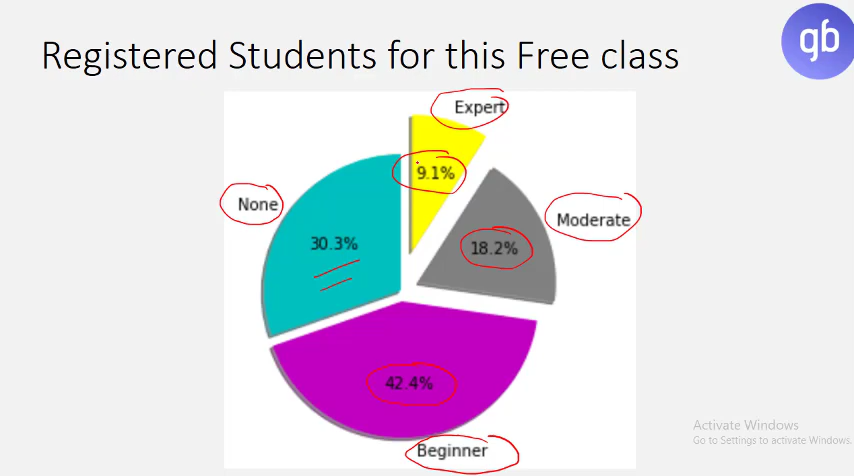 Registered Students for this Free class
gb
Expert
9.1%
None
Moderate
30.3%
18.2%
42.4%
Beginner
Activate Windows
Go to Settings to activate Windows.